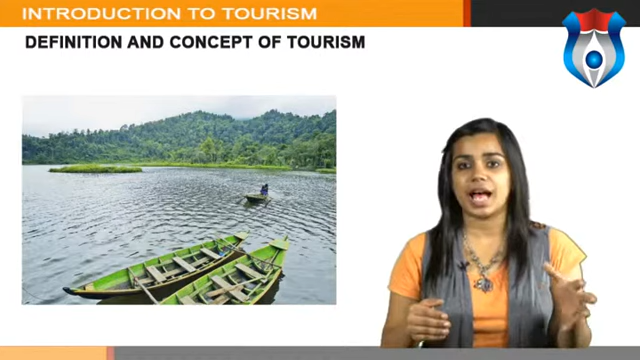 INTRODUCTION TO TOURISM
DEFINITION AND CONCEPT OF TOURISM